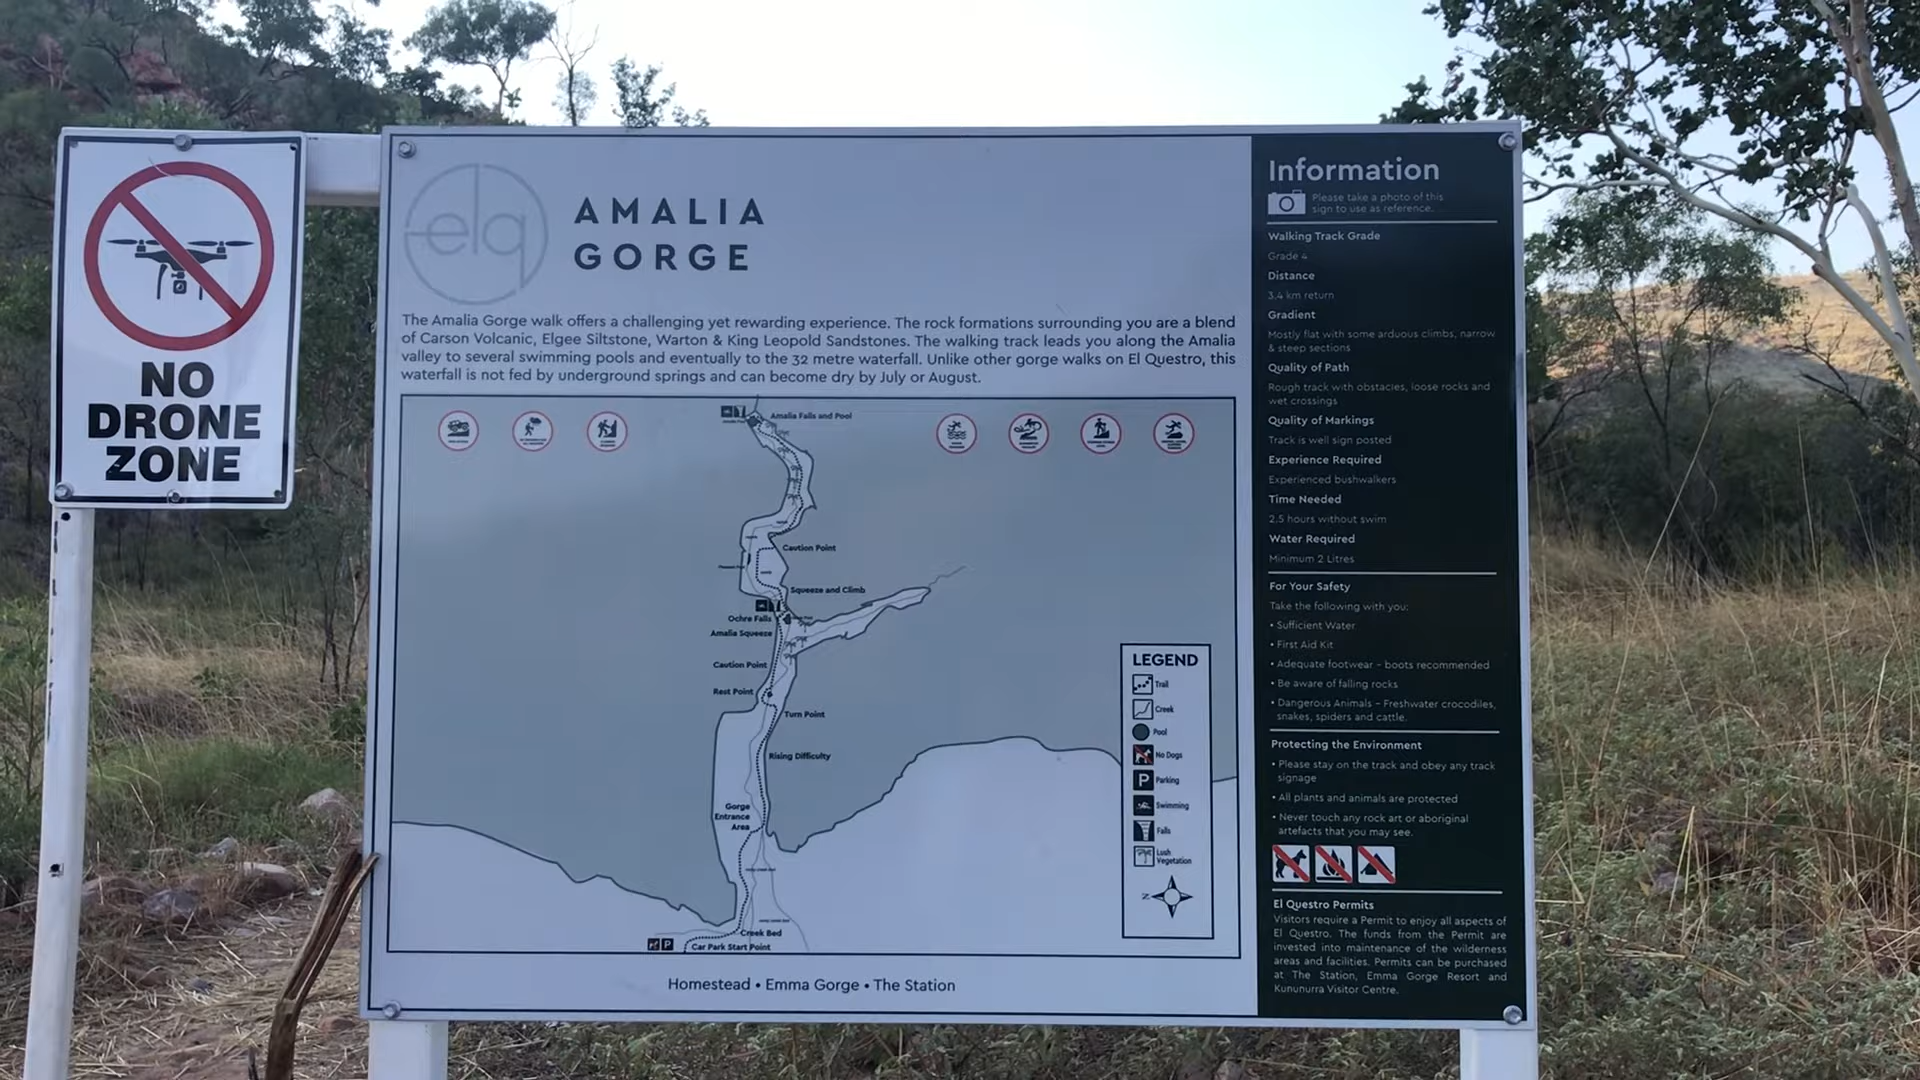 NO
DRONE
ZONE
elq
AMALIA
GORGE
The Amalia Gorge walk offers a challenging yet rewarding experience. The rock formations surrounding you are a blend
of Carson Volcanic, Elgee Siltstone, Warton & King Leopold Sandstones. The walking track leads you along the Amalia
valley to several swimming pools and eventually to the 32 metre waterfall. Unlike other gorge walks on El Questro, this
waterfall is not fed by underground springs and can become dry by July or August.
Amalia Falls and Pool
Caution Point
Squeeze and Climb
Ochre Falls
Amalia Squeeze
Caution Point
Rest Point
Turn Point
Rising Difficulty
Gorge
Entrance
Area
Creek Bed
P
Car Park Start Point
LEGEND
Trail
Creek
Pool
No Dogs
P Parking
Swimming
Falls
Lush
Vegetation
Z
Homestead • Emma Gorge • The Station
Information
Please take a photo of this
sign to use as reference.
Walking Track Grade
Grade 4
Distance
3.4 km return
Gradient
Mostly flat with some arduous climbs, narrow
& steep sections
Quality of Path
Rough track with obstacles, loose rocks and
wet crossings
Quality of Markings
Track is well sign posted
Experience Required
Experienced bushwalkers
Time Needed
2.5 hours without swim
Water Required
Minimum 2 Litres
For Your Safety
Take the following with you:
• Sufficient Water
• First Aid Kit
• Adequate footwear – boots recommended
• Be aware of falling rocks
• Dangerous Animals – Freshwater crocodiles,
snakes, spiders and cattle.
Protecting the Environment
• Please stay on the track and obey any track
signage
• All plants and animals are protected
• Never touch any rock art or aboriginal
artefacts that you may see.
El Questro Permits
Visitors require a Permit to enjoy all aspects of
El Questro. The funds from the Permit are
invested into maintenance of the wilderness
areas and facilities. Permits can be purchased
at The Station, Emma Gorge Resort and
Kununurra Visitor Centre.